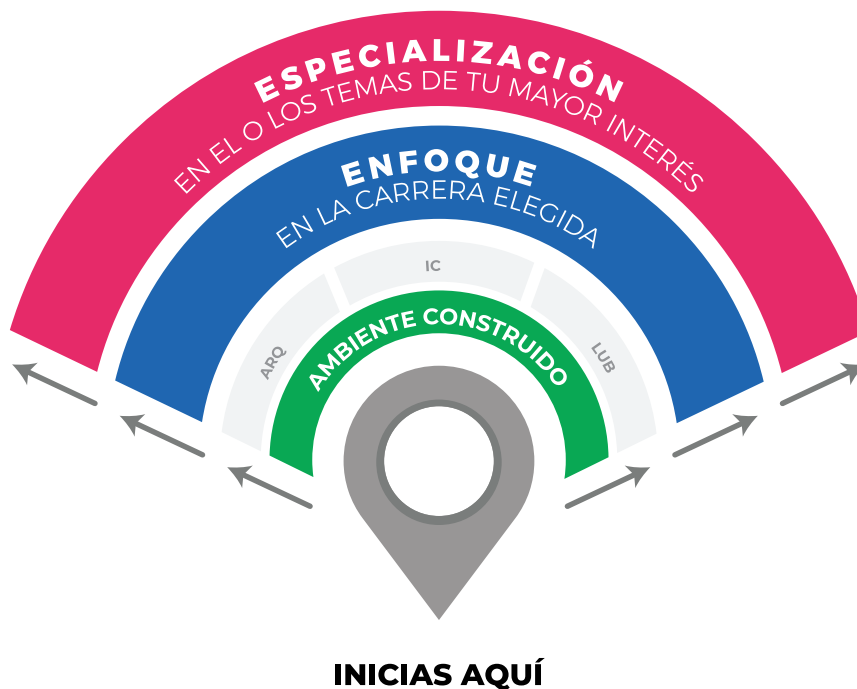 ESPECIALIZACIÓN
EN EL O LOS TEMAS DE TU MAYOR INTERÉS
ENFOQUE
EN LA CARRERA ELEGIDA
IC
ARQ
LUB
AMBIENTE CONSTRUIDO
INICIAS AQUÍ